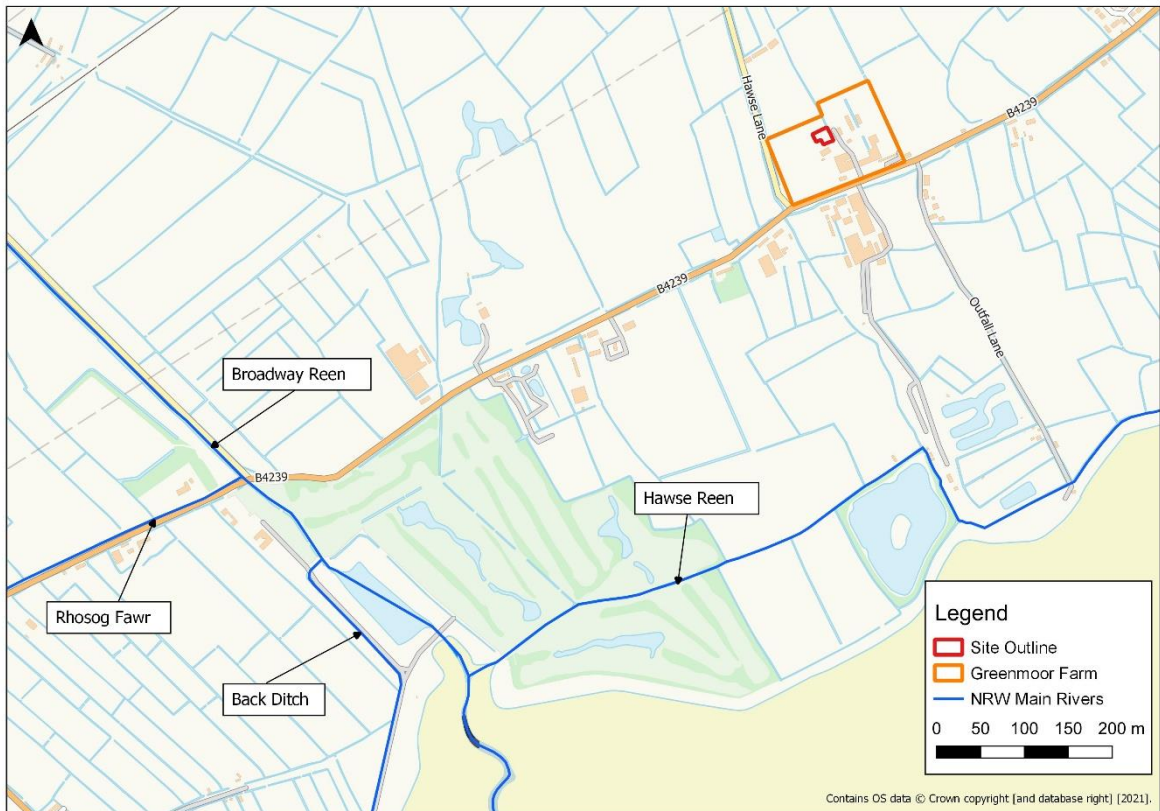 Hawse Lane
B4239
B4239
Outfall Lane
Broadway Reen
B4239
Hawse Reen
Rhosog Fawr
Back Ditch
Legend
Site Outline
Greenmoor Farm
NRW Main Rivers
0 50 100 150 200 m
Contains OS data © Crown copyright [and database right] [2021].